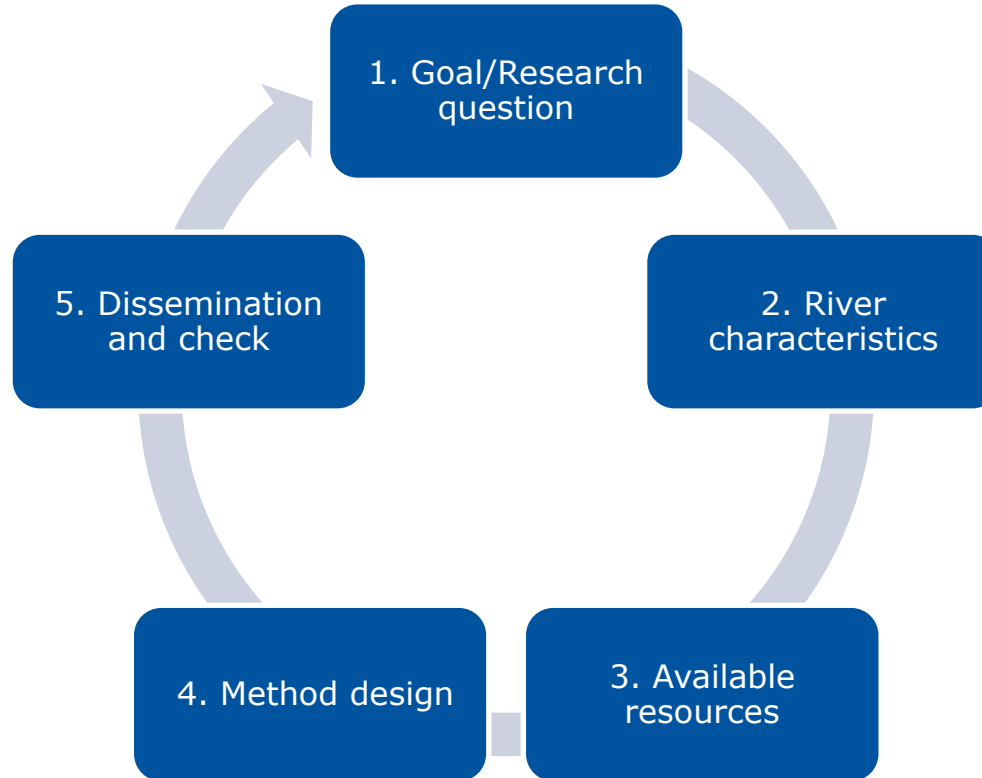 1. Goal/Research
question
2. River
characteristics
3. Available
resources
4. Method design
5. Dissemination
and check